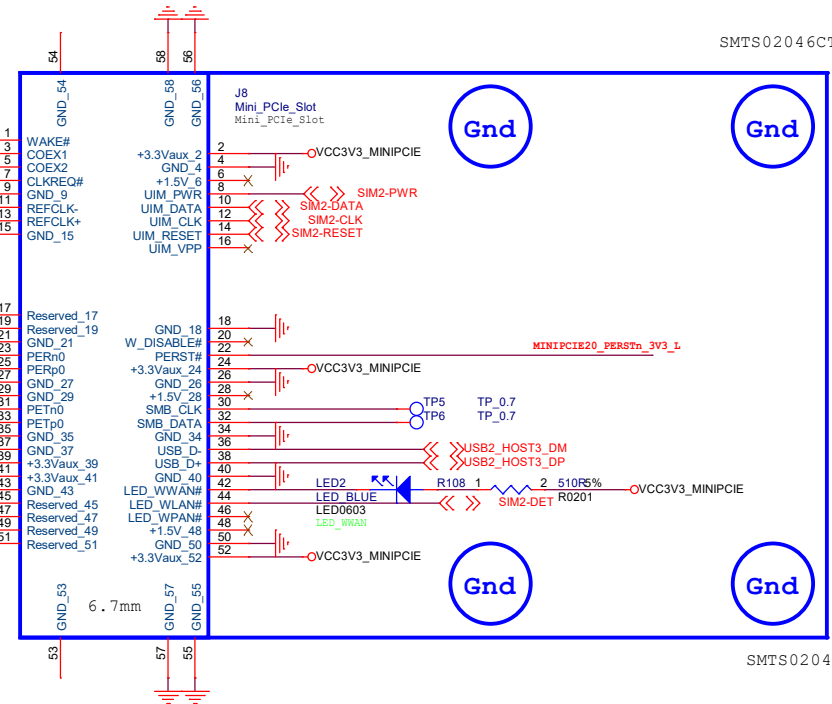 SMTS02046CT
54
58
56
GND_54
GND_58
GND_56
J8
Mini_PCIe_Slot
Mini_PCIe_Slot
Gnd
Gnd
1 WAKE#
3 COEX1
5 COEX2
7 CLKREQ#
9 GND_9
11 REFCLK-
13 REFCLK+
15 GND_15
+3.3Vaux_2 2 VCC3V3_MINIPCIE
GND_4 4
+1.5V_6 6
UIM_PWR 8 SIM2-PWR
UIM_DATA 10 SIM2-DATA
UIM_CLK 12 SIM2-CLK
UIM_RESET 14 SIM2-RESET
UIM_VPP 16
17 Reserved_17
19 Reserved_19
21 GND_21
23 PERn0
25 PERp0
27 GND_27
29 GND_29
31 PETn0
33 PETp0
35 GND_35
37 GND_37
39 +3.3Vaux_39
41 +3.3Vaux_41
43 GND_43
45 Reserved_45
47 Reserved_47
49 Reserved_49
51 Reserved_51
GND_18 18
W_DISABLE# 20
PERST# 22 MINIPCIE20_PERSTn_3V3_L
+3.3Vaux_24 24 VCC3V3_MINIPCIE
GND_26 26
+1.5V_28 28
SMB_CLK 30 TP5 TP_0.7
SMB_DATA 32 TP6 TP_0.7
GND_34 34
USB_D- 36 USB2_HOST3_DM
USB_D+ 38 USB2_HOST3_DP
GND_40 40
LED_WWAN# 42 LED2 R108 1 2 510R 5% VCC3V3_MINIPCIE
LED_WLAN# 44 LED_BLUE SIM2-DET R0201
LED_WPAN# 46 LED0603
+1.5V_48 48 LED_WWAN
GND_50 50
+3.3Vaux_52 52 VCC3V3_MINIPCIE
GND_53
6.7mm
GND_57
GND_55
Gnd
Gnd
53
57
55
SMTS0204